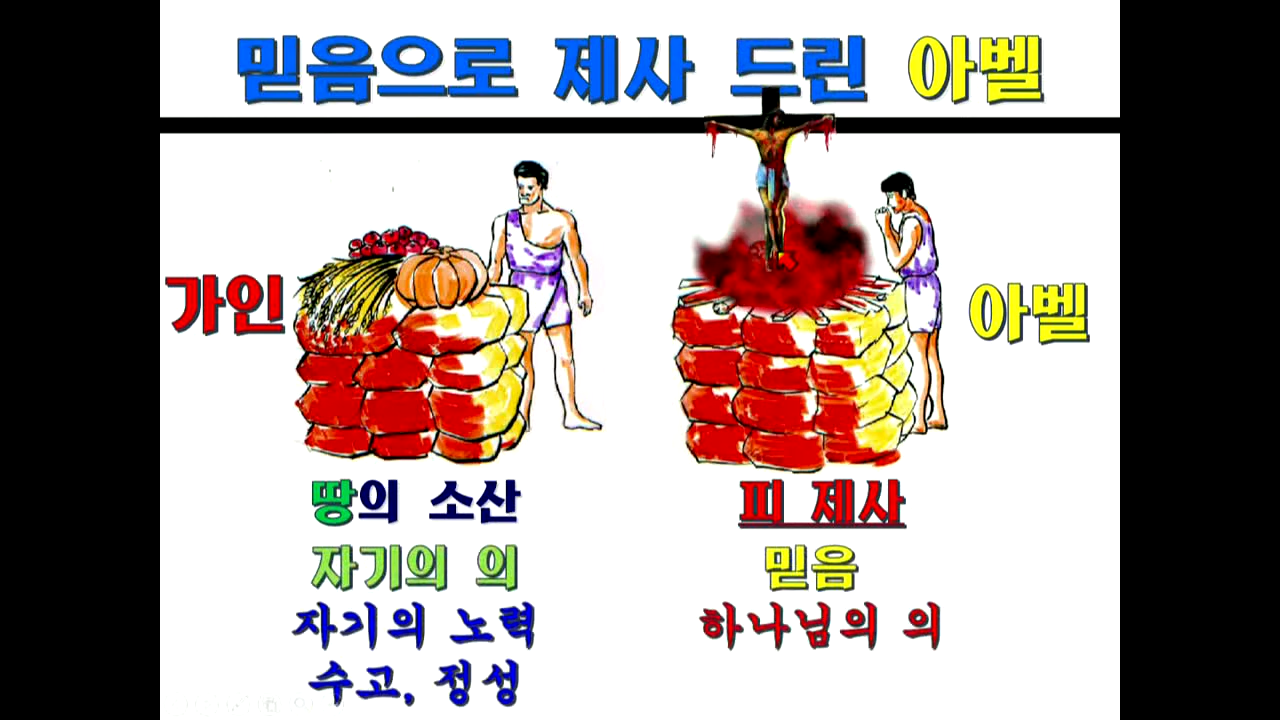 믿음으로 제사 드린 아벨
가인
아벨
땅의 소산
자기의 의
자기의 노력
수고, 정성
피 제사
믿음
하나님의 의